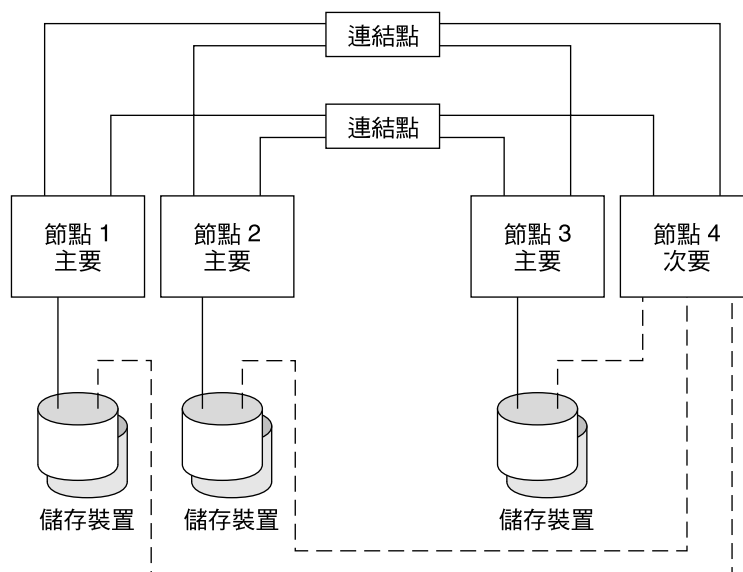 連結點
連結點
節點 1
主要
節點 2
主要
節點 3
主要
節點 4
次要
儲存裝置
儲存裝置
儲存裝置